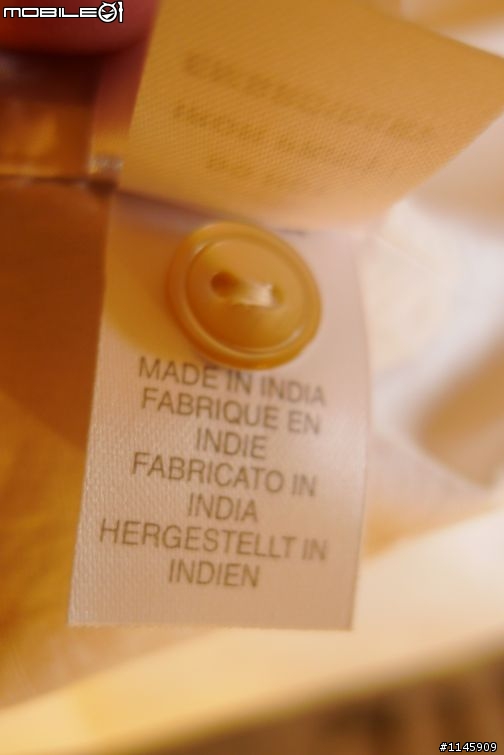 MOBILE01
MADE IN INDIA
FABRIQUE EN
INDIE
FABRICATO IN
INDIA
HERGESTELLT IN
INDIEN
#1145909